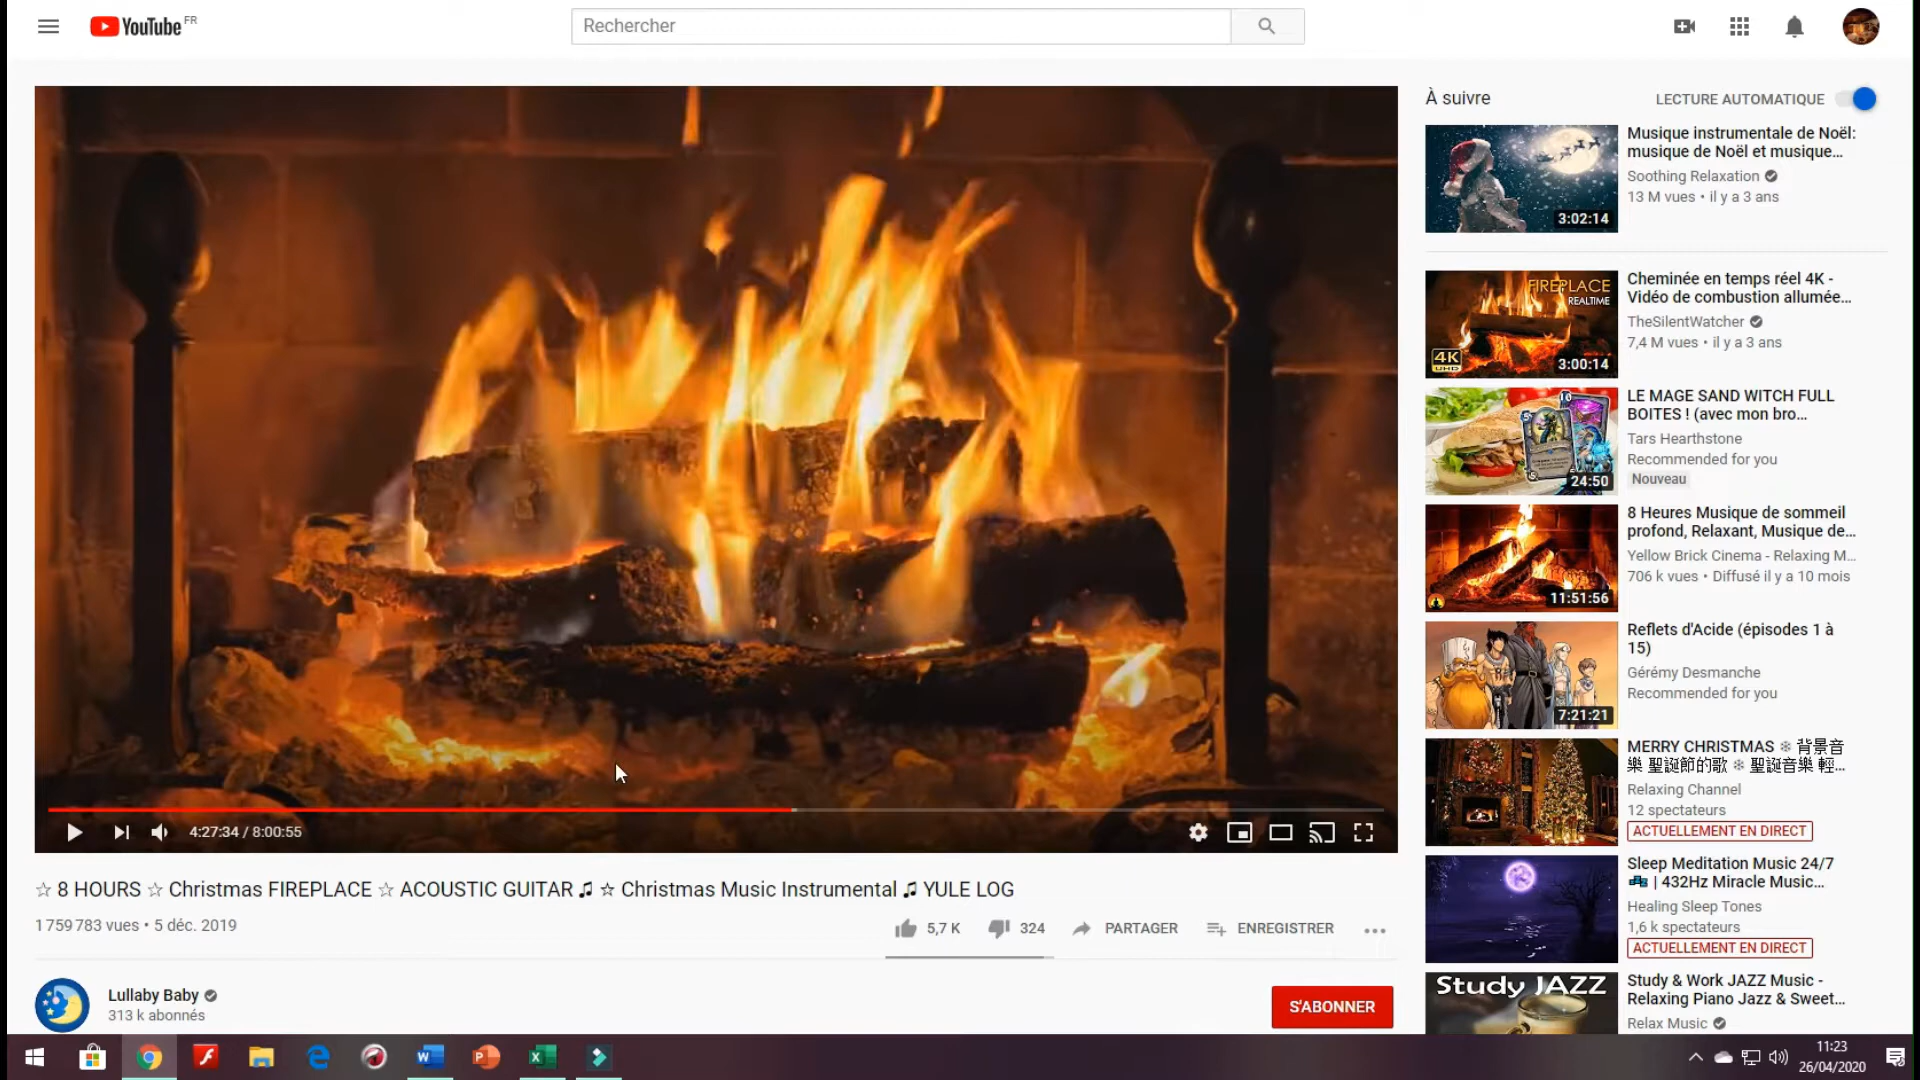 YouTube FR
Rechercher
4:27:34 / 8:00:55
☆ 8 HOURS ☆ Christmas FIREPLACE ☆ ACOUSTIC GUITAR ♫ ☆ Christmas Music Instrumental ♫ YULE LOG
1 759 783 vues • 5 déc. 2019
5,7 K
324
PARTAGER
ENREGISTRER
Lullaby Baby
313 k abonnés
S'ABONNER
À suivre
LECTURE AUTOMATIQUE
3:02:14
Musique instrumentale de Noël:
musique de Noël et musique...
Soothing Relaxation
13 M vues • il y a 3 ans
FIREPLACE
REALTIME
4K
UHD
3:00:14
Cheminée en temps réel 4K -
Vidéo de combustion allumée...
TheSilentWatcher
7,4 M vues • il y a 3 ans
24:50
LE MAGE SAND WITCH FULL
BOITES ! (avec mon bro...
Tars Hearthstone
Recommended for you
Nouveau
11:51:56
8 Heures Musique de sommeil
profond, Relaxant, Musique de...
Yellow Brick Cinema - Relaxing M...
706 k vues • Diffusé il y a 10 mois
7:21:21
Reflets d'Acide (épisodes 1 à
15)
Gérémy Desmanche
Recommended for you
MERRY CHRISTMAS ❄ 背景音
樂 聖誕節的歌 ❄ 聖誕音樂 輕...
Relaxing Channel
12 spectateurs
ACTUELLEMENT EN DIRECT
Sleep Meditation Music 24/7
💤 | 432Hz Miracle Music...
Healing Sleep Tones
1,6 k spectateurs
ACTUELLEMENT EN DIRECT
Study JAZZ
Study & Work JAZZ Music -
Relaxing Piano Jazz & Sweet...
Relax Music
11:23
26/04/2020